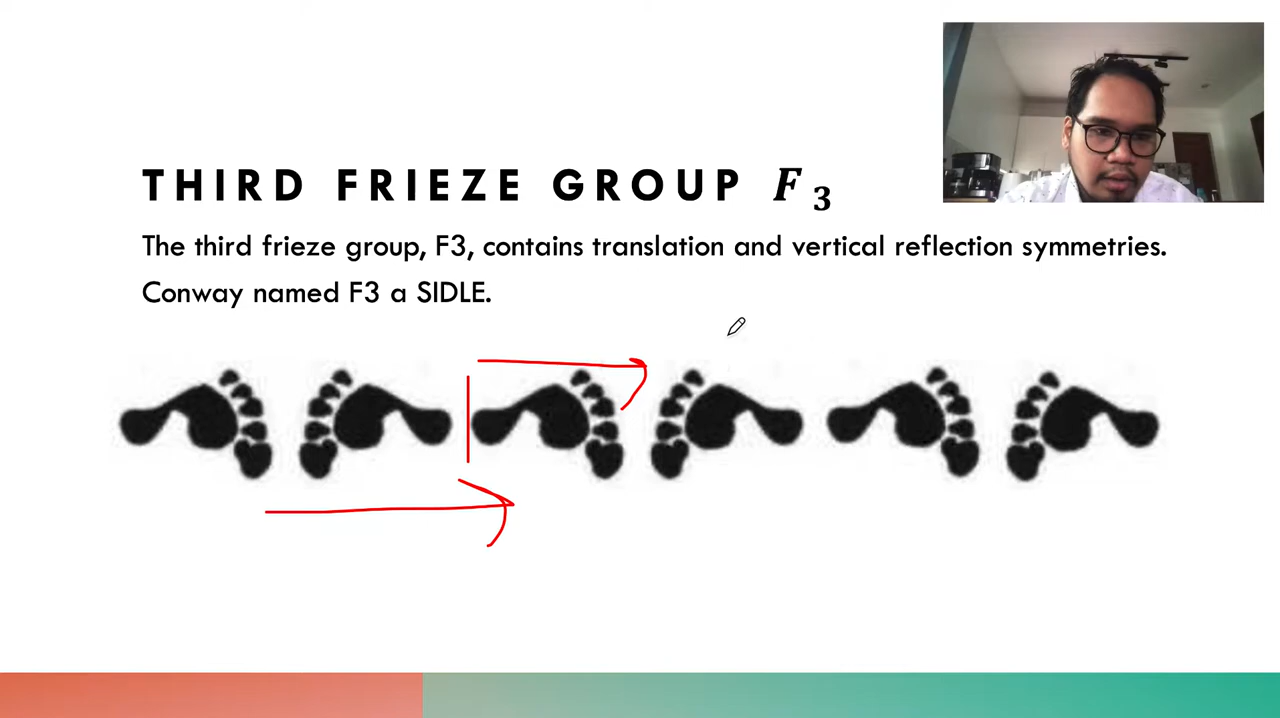 THIRD FRIEZE GROUP F₃
The third frieze group, F3, contains translation and vertical reflection symmetries.
Conway named F3 a SIDLE.